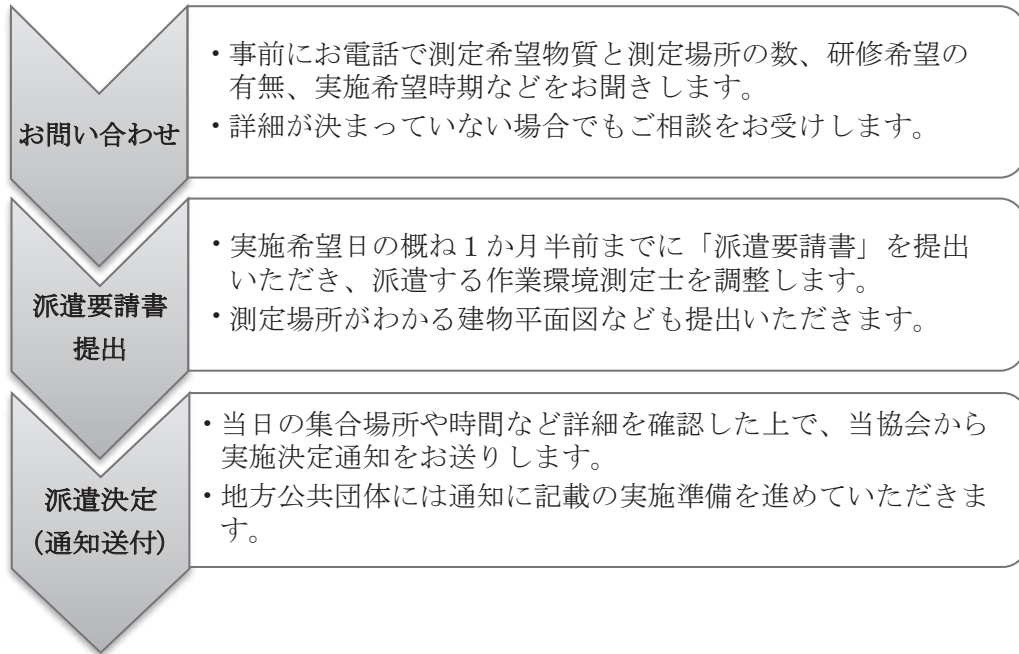 お問い合わせ
・事前にお電話で測定希望物質と測定場所の数、研修希望の
有無、実施希望時期などをお聞きします。
・詳細が決まっていない場合でもご相談をお受けします。
派遣要請書
提出
・実施希望日の概ね１か月半前までに「派遣要請書」を提出
いただき、派遣する作業環境測定士を調整します。
・測定場所がわかる建物平面図なども提出いただきます。
派遣決定
(通知送付)
・当日の集合場所や時間など詳細を確認した上で、当協会から
実施決定通知をお送りします。
・地方公共団体には通知に記載の実施準備を進めていただきま
す。